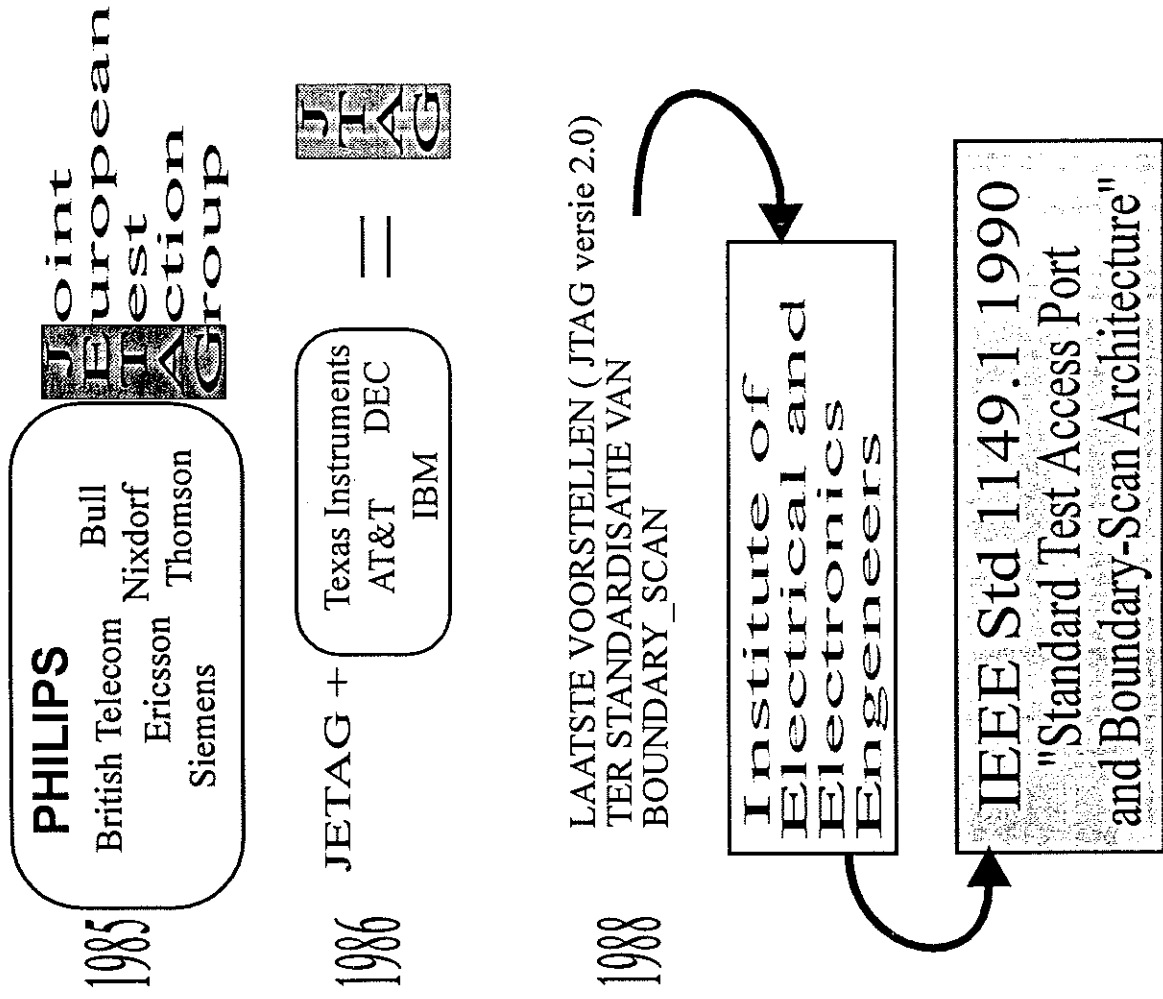 1985
PHILIPS
British Telecom Bull
Ericsson Nixdorf
Siemens Thomson
Joint
European
Test
Action
Group
1986
JETAG +
Texas Instruments
AT&T DEC
IBM
=
J
T
A
G
1988
LAATSTE VOORSTELLEN ( JTAG versie 2.0)
TER STANDARDISATIE VAN
BOUNDARY_SCAN
Institute of
Electrical and
Electronics
Engeneers
IEEE Std 1149.1 1990
"Standard Test Access Port
and Boundary-Scan Architecture"